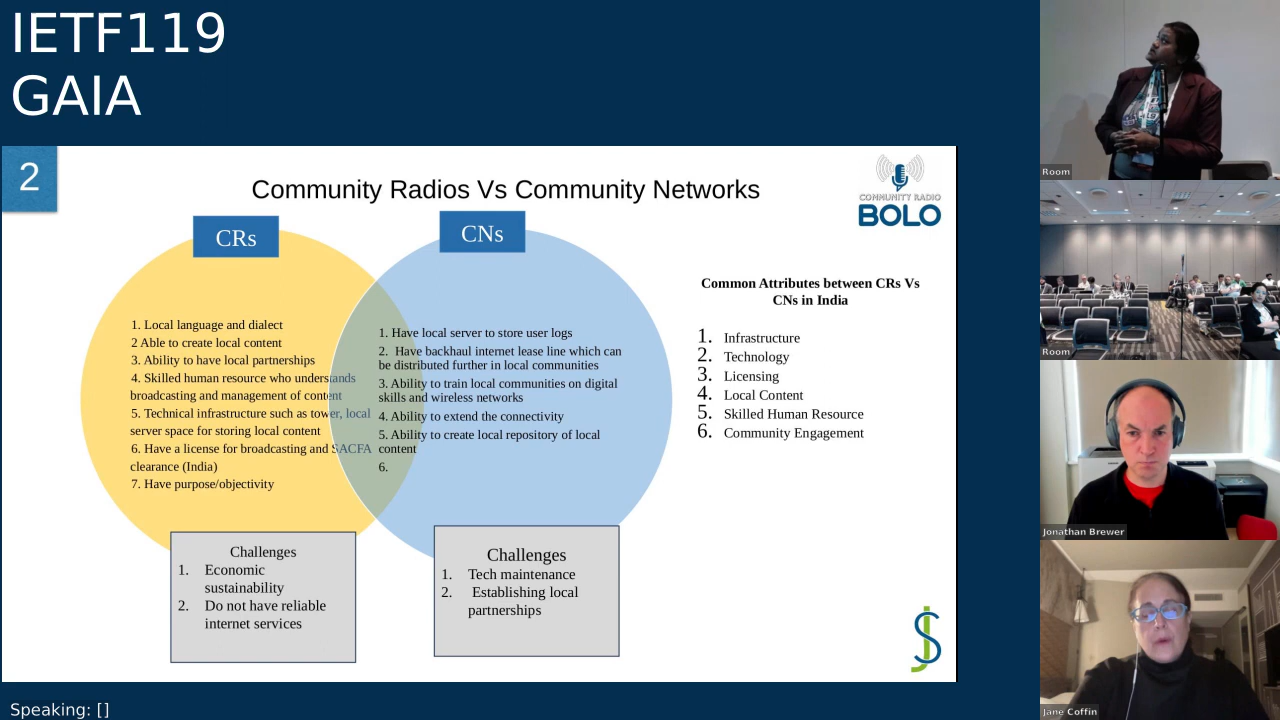 IETF119
GAIA
2
Community Radios Vs Community Networks
COMMUNITY RADIO
BOLO
CRs
CNs
1. Local language and dialect
2 Able to create local content
3. Ability to have local partnerships
4. Skilled human resource who understands
broadcasting and management of content
5. Technical infrastructure such as tower, local
server space for storing local content
6. Have a license for broadcasting and SACFA
clearance (India)
7. Have purpose/objectivity
1. Have local server to store user logs
2. Have backhaul internet lease line which can
be distributed further in local communities
3. Ability to train local communities on digital
skills and wireless networks
4. Ability to extend the connectivity
5. Ability to create local repository of local
content
6.
Common Attributes between CRs Vs
CNs in India
1. Infrastructure
2. Technology
3. Licensing
4. Local Content
5. Skilled Human Resource
6. Community Engagement
Challenges
1. Economic
sustainability
2. Do not have reliable
internet services
Challenges
1. Tech maintenance
2. Establishing local
partnerships
Speaking: []
Room
Room
Jonathan Brewer
Jane Coffin